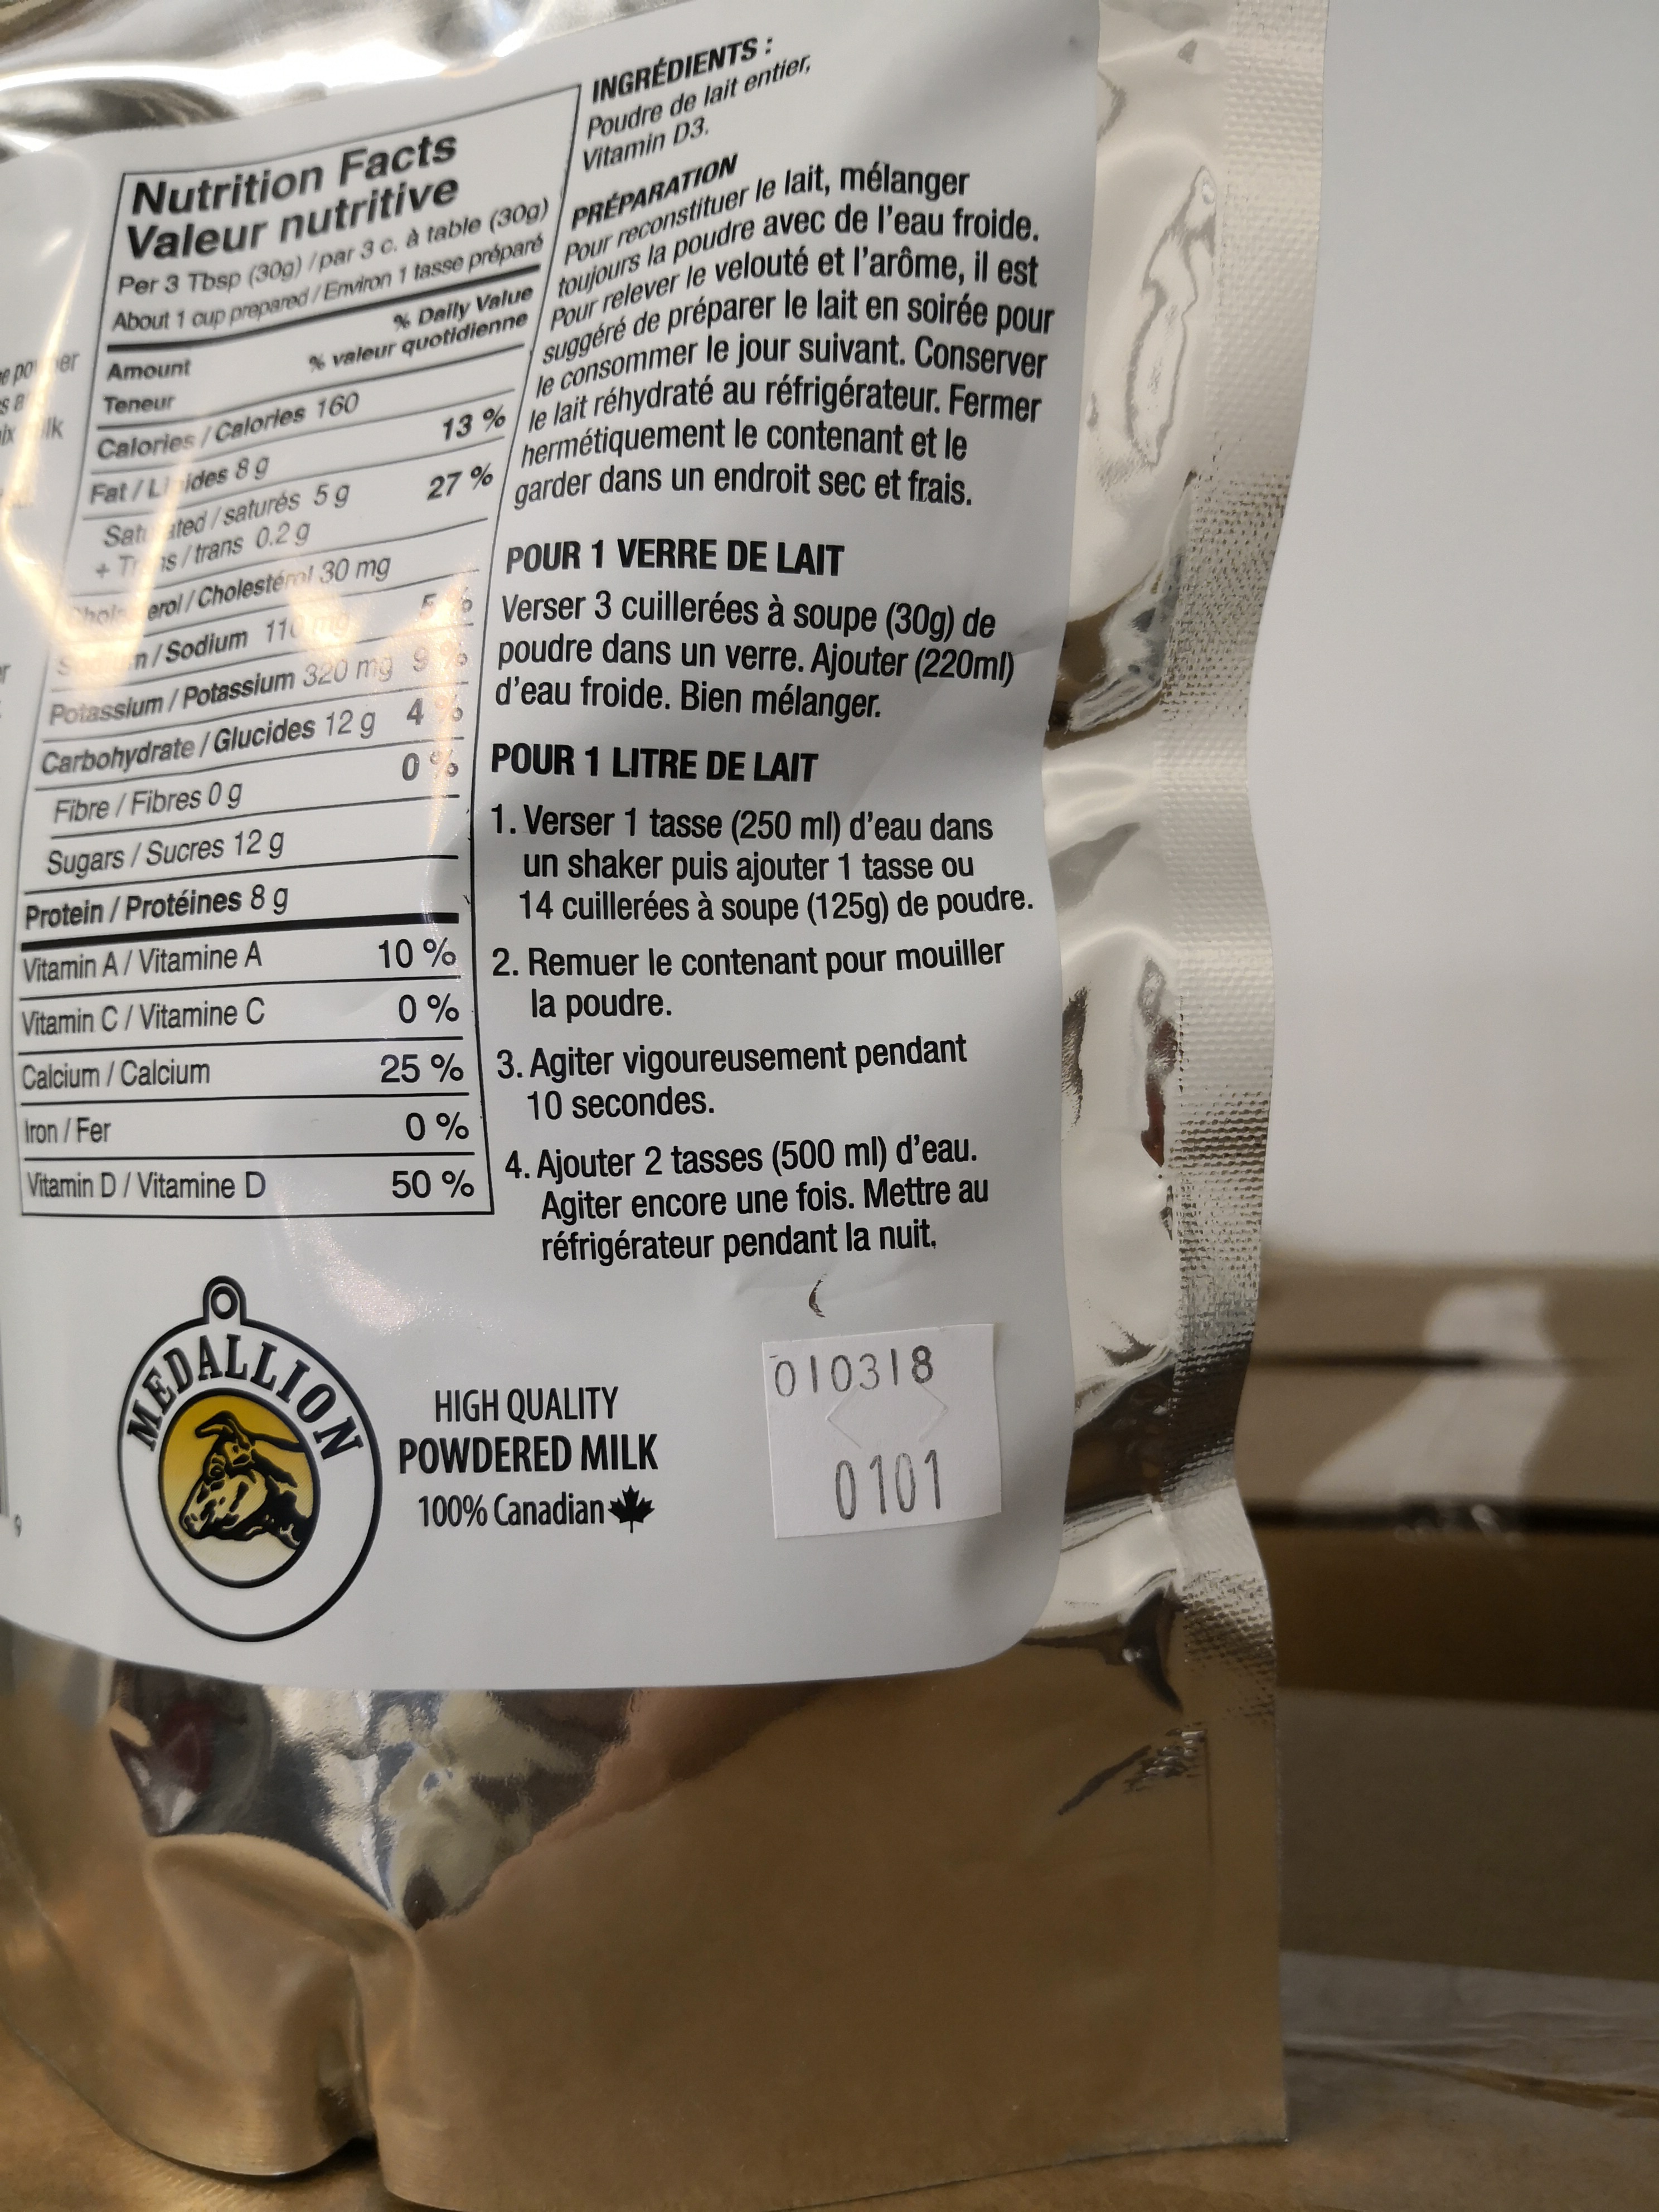 Nutrition Facts
Valeur nutritive
Per 3 Tbsp (30g) / par 3 c. à table (30g)
About 1 cup prepared / Environ 1 tasse préparé
Amount % Daily Value
Teneur % valeur quotidienne
Calories / Calories 160
Fat / Lipides 8 g 13 %
Saturated / saturés 5 g 27 %
+ Trans / trans 0.2 g
Cholesterol / Cholestérol 30 mg
Sodium / Sodium 110 mg 5 %
Potassium / Potassium 320 mg 9 %
Carbohydrate / Glucides 12 g 4 %
Fibre / Fibres 0 g 0 %
Sugars / Sucres 12 g
Protein / Protéines 8 g
Vitamin A / Vitamine A 10 %
Vitamin C / Vitamine C 0 %
Calcium / Calcium 25 %
Iron / Fer 0 %
Vitamin D / Vitamine D 50 %
INGRÉDIENTS :
Poudre de lait entier,
Vitamin D3.
PRÉPARATION
Pour reconstituer le lait, mélanger
toujours la poudre avec de l'eau froide.
Pour relever le velouté et l'arôme, il est
suggéré de préparer le lait en soirée pour
le consommer le jour suivant. Conserver
le lait réhydraté au réfrigérateur. Fermer
hermétiquement le contenant et le
garder dans un endroit sec et frais.
POUR 1 VERRE DE LAIT
Verser 3 cuillerées à soupe (30g) de
poudre dans un verre. Ajouter (220ml)
d'eau froide. Bien mélanger.
POUR 1 LITRE DE LAIT
1. Verser 1 tasse (250 ml) d'eau dans
un shaker puis ajouter 1 tasse ou
14 cuillerées à soupe (125g) de poudre.
2. Remuer le contenant pour mouiller
la poudre.
3. Agiter vigoureusement pendant
10 secondes.
4. Ajouter 2 tasses (500 ml) d'eau.
Agiter encore une fois. Mettre au
réfrigérateur pendant la nuit.
MEDALLION
HIGH QUALITY
POWDERED MILK
100% Canadian
010318
0101
9